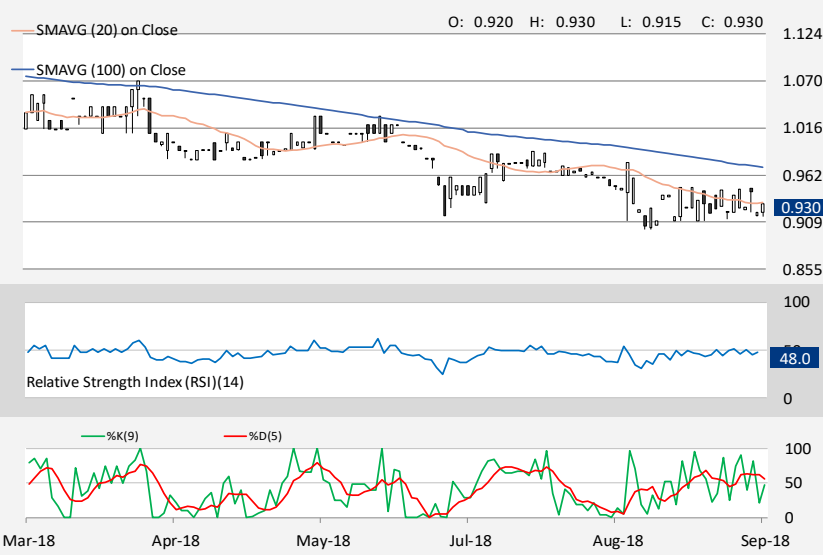 O: 0.920 H: 0.930 L: 0.915 C: 0.930
SMAVG (20) on Close
1.124
SMAVG (100) on Close
1.070
1.016
0.962
0.930
0.909
0.855
100
48.0
Relative Strength Index (RSI)(14)
0
%K(9) %D(5)
100
50
0
Mar-18 Apr-18 May-18 Jul-18 Aug-18 Sep-18